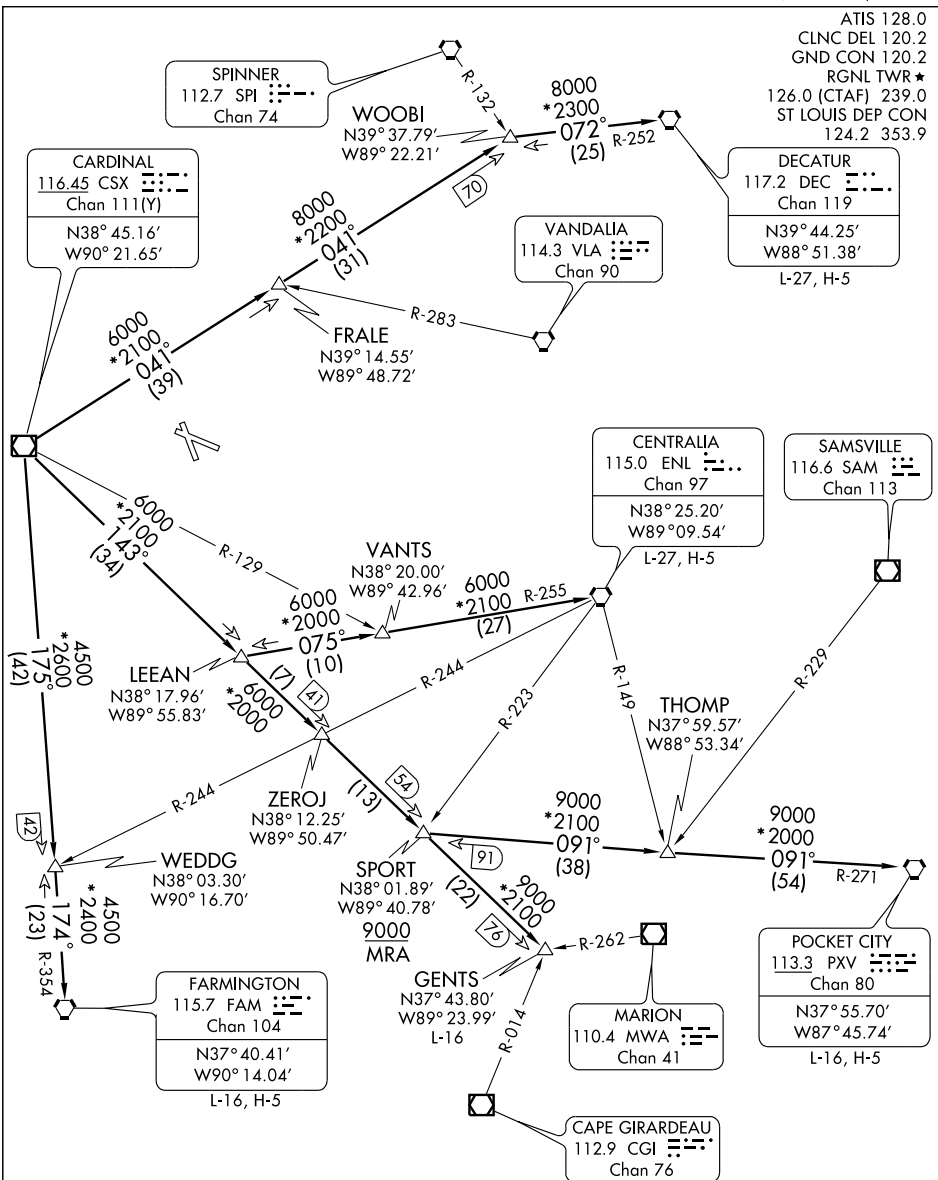 ATIS 128.0
CLNC DEL 120.2
GND CON 120.2
RGNL TWR★
126.0 (CTAF) 239.0
ST LOUIS DEP CON
124.2 353.9
SPINNER
112.7 SPI
Chan 74
R-132
WOOBI
N39° 37.79′
W89° 22.21′
8000
*2300
072°
(25)
R-252
DECATUR
117.2 DEC
Chan 119
N39° 44.25′
W88° 51.38′
L-27, H-5
CARDINAL
116.45 CSX
Chan 111(Y)
N38° 45.16′
W90° 21.65′
70
8000
*2200
041°
(31)
VANDALIA
114.3 VLA
Chan 90
R-283
FRALE
N39° 14.55′
W89° 48.72′
6000
*2100
041°
(39)
CENTRALIA
115.0 ENL
Chan 97
N38° 25.20′
W89° 09.54′
L-27, H-5
SAMSVILLE
116.6 SAM
Chan 113
6000
*2100
143°
(34)
R-129
VANTS
N38° 20.00′
W89° 42.96′
6000
*2100
(27)
R-255
6000
*2000
075°
(10)
4500
*2600
175°
(42)
LEEAN
N38° 17.96′
W89° 55.83′
(7)
6000
*2000
41
R-244
R-223
R-149
R-229
THOMP
N37° 59.57′
W88° 53.34′
R-244
ZEROJ
N38° 12.25′
W89° 50.47′
(13)
54
42
WEDDG
N38° 03.30′
W90° 16.70′
SPORT
N38° 01.89′
W89° 40.78′
9000
MRA
91
9000
*2100
091°
(38)
9000
*2000
091°
(54)
R-271
4500
*2400
174°
(23)
R-354
(22)
9000
*2100
76
GENTS
N37° 43.80′
W89° 23.99′
L-16
R-262
R-014
MARION
110.4 MWA
Chan 41
POCKET CITY
113.3 PXV
Chan 80
N37° 55.70′
W87° 45.74′
L-16, H-5
FARMINGTON
115.7 FAM
Chan 104
N37° 40.41′
W90° 14.04′
L-16, H-5
CAPE GIRARDEAU
112.9 CGI
Chan 76